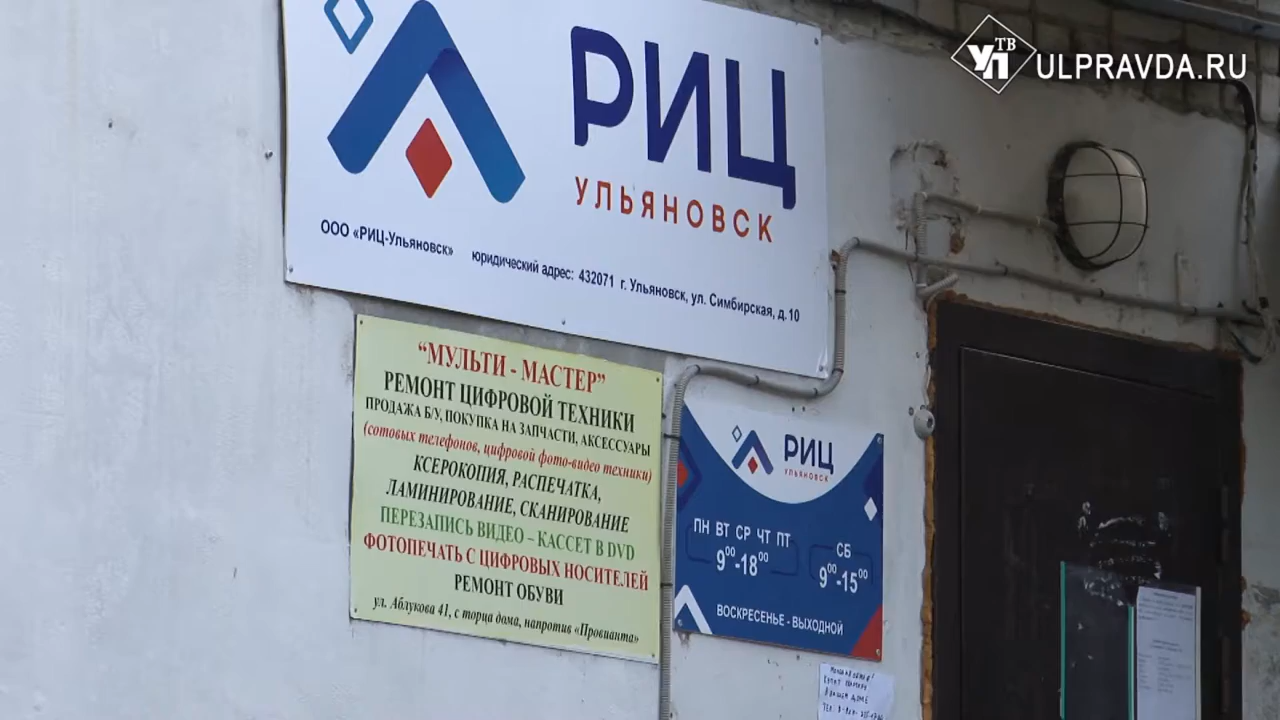 УП ТВ ULPRAVDA.RU
РИЦ
УЛЬЯНОВСК
ООО «РИЦ-Ульяновск» юридический адрес: 432071 г. Ульяновск, ул. Симбирская, д. 10
“МУЛЬТИ - МАСТЕР”
РЕМОНТ ЦИФРОВОЙ ТЕХНИКИ
ПРОДАЖА Б/У, ПОКУПКА НА ЗАПЧАСТИ, АКСЕССУАРЫ
(сотовых телефонов, цифровой фото-видео техники)
КСЕРОКОПИЯ, РАСПЕЧАТКА,
ЛАМИНИРОВАНИЕ, СКАНИРОВАНИЕ
ПЕРЕЗАПИСЬ ВИДЕО – КАССЕТ В DVD
ФОТОПЕЧАТЬ С ЦИФРОВЫХ НОСИТЕЛЕЙ
РЕМОНТ ОБУВИ
ул. Аблукова 41, с торца дома, напротив «Провианта»
РИЦ
УЛЬЯНОВСК
ПН ВТ СР ЧТ ПТ
9⁰⁰-18⁰⁰
СБ
9⁰⁰-15⁰⁰
ВОСКРЕСЕНЬЕ - ВЫХОДНОЙ
В ВАШЕМ ДОМЕ